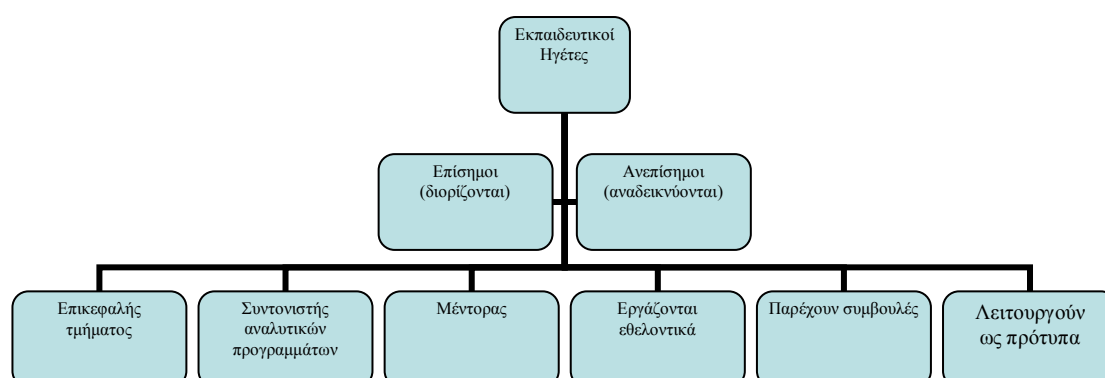 Εκπαιδευτικοί
Ηγέτες
Επίσημοι
(διορίζονται)
Ανεπίσημοι
(αναδεικνύονται)
Επικεφαλής
τμήματος
Συντονιστής
αναλυτικών
προγραμμάτων
Μέντορας
Εργάζονται
εθελοντικά
Παρέχουν συμβουλές
Λειτουργούν
ως πρότυπα